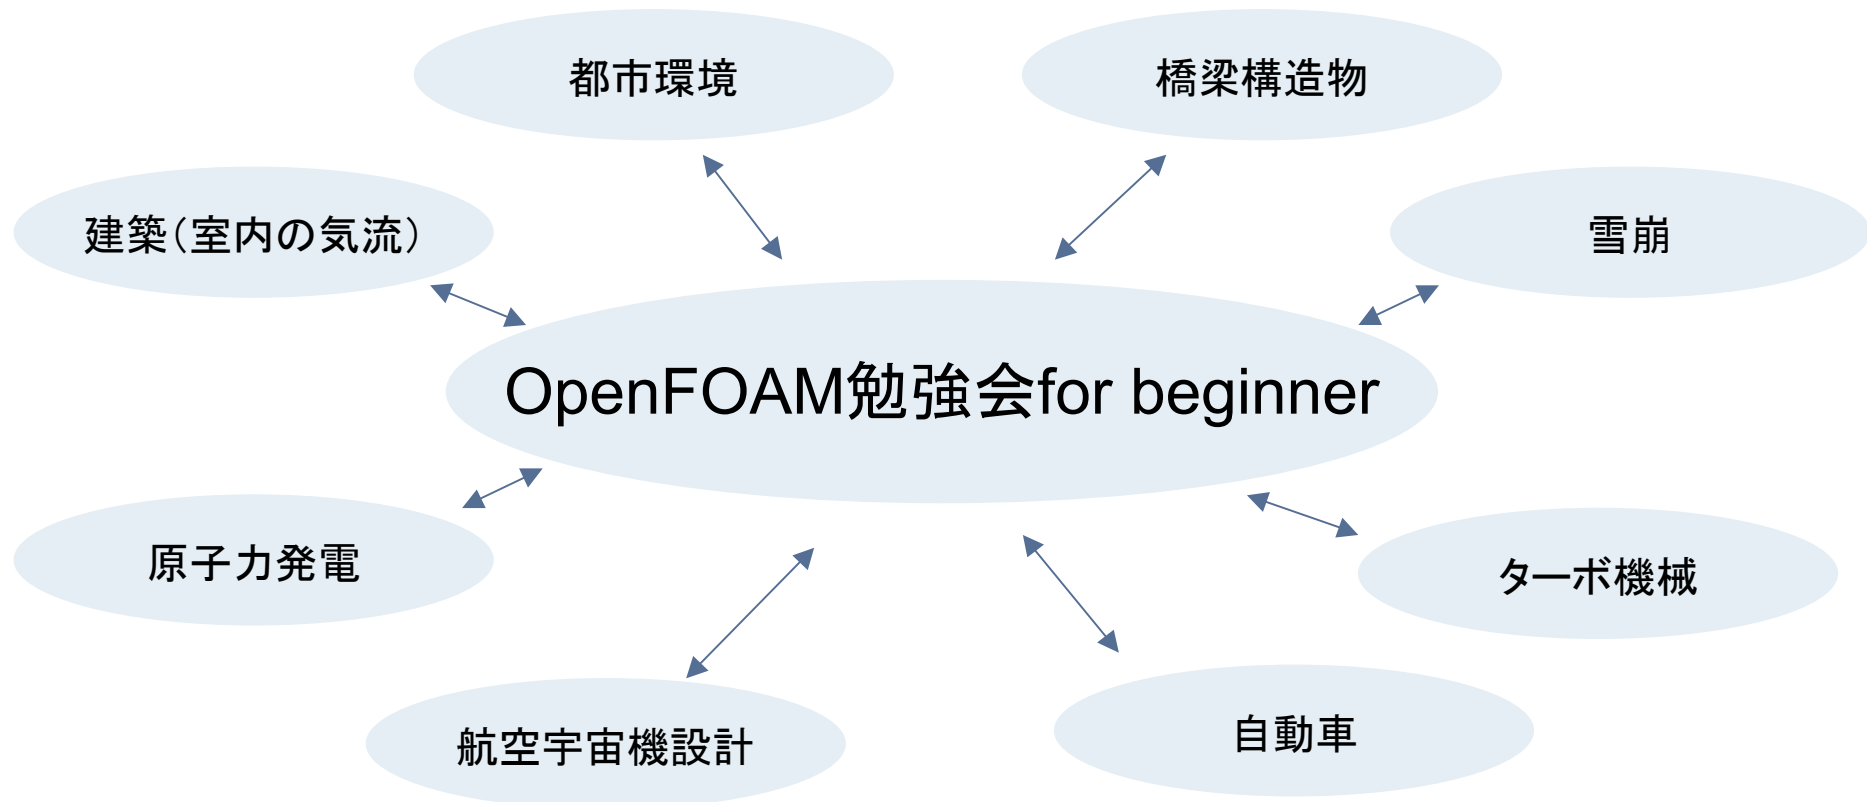 都市環境
橋梁構造物
建築（室内の気流）
雪崩
OpenFOAM勉強会for beginner
原子力発電
ターボ機械
航空宇宙機設計
自動車